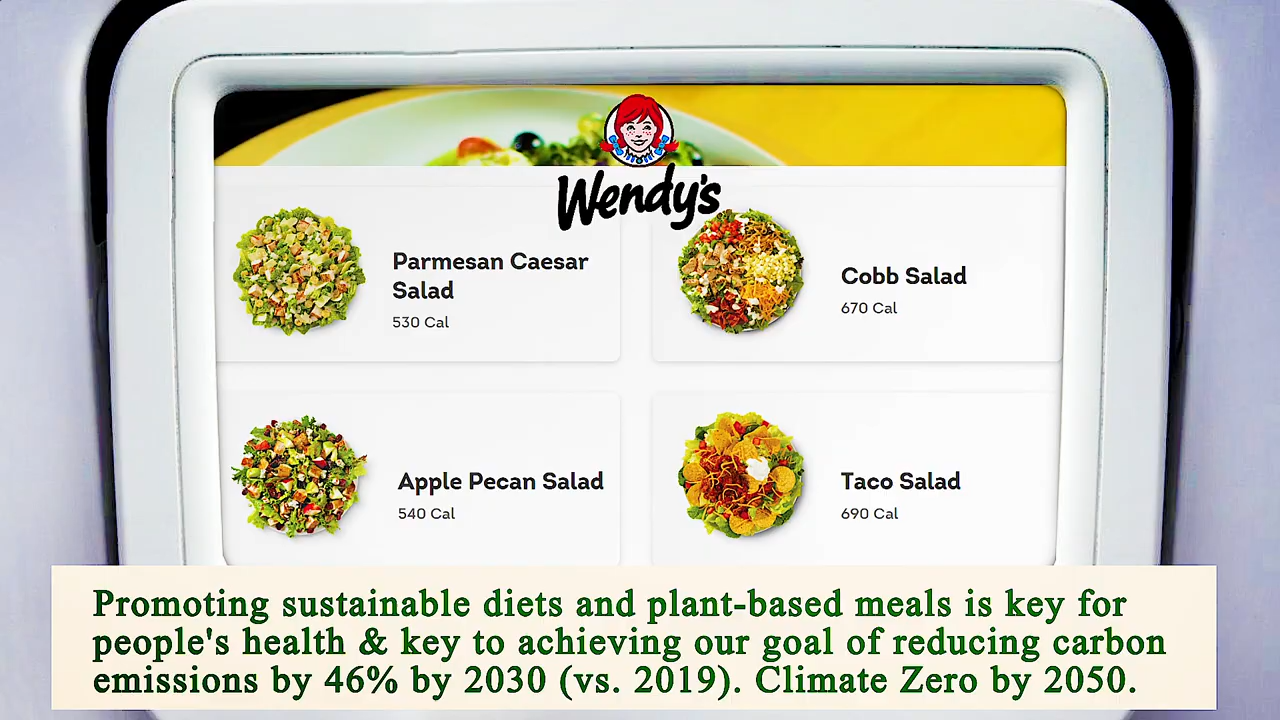 Wendy's
Parmesan Caesar
Salad
530 Cal
Cobb Salad
670 Cal
Apple Pecan Salad
540 Cal
Taco Salad
690 Cal
Promoting sustainable diets and plant-based meals is key for
people's health & key to achieving our goal of reducing carbon
emissions by 46% by 2030 (vs. 2019). Climate Zero by 2050.